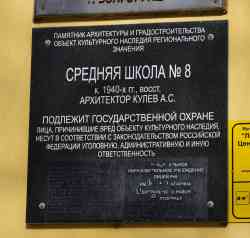 г. ВОЛГОГРАД
ПАМЯТНИК АРХИТЕКТУРЫ И ГРАДОСТРОИТЕЛЬСТВА
ОБЪЕКТ КУЛЬТУРНОГО НАСЛЕДИЯ РЕГИОНАЛЬНОГО
ЗНАЧЕНИЯ
СРЕДНЯЯ ШКОЛА № 8
к. 1940-х гг., восст.
АРХИТЕКТОР КУЛЕВ А.С.
ПОДЛЕЖИТ ГОСУДАРСТВЕННОЙ ОХРАНЕ
ЛИЦА, ПРИЧИНИВШИЕ ВРЕД ОБЪЕКТУ КУЛЬТУРНОГО НАСЛЕДИЯ,
НЕСУТ В СООТВЕТСТВИИ С ЗАКОНОДАТЕЛЬСТВОМ РОССИЙСКОЙ
ФЕДЕРАЦИИ УГОЛОВНУЮ, АДМИНИСТРАТИВНУЮ И ИНУЮ
ОТВЕТСТВЕННОСТЬ